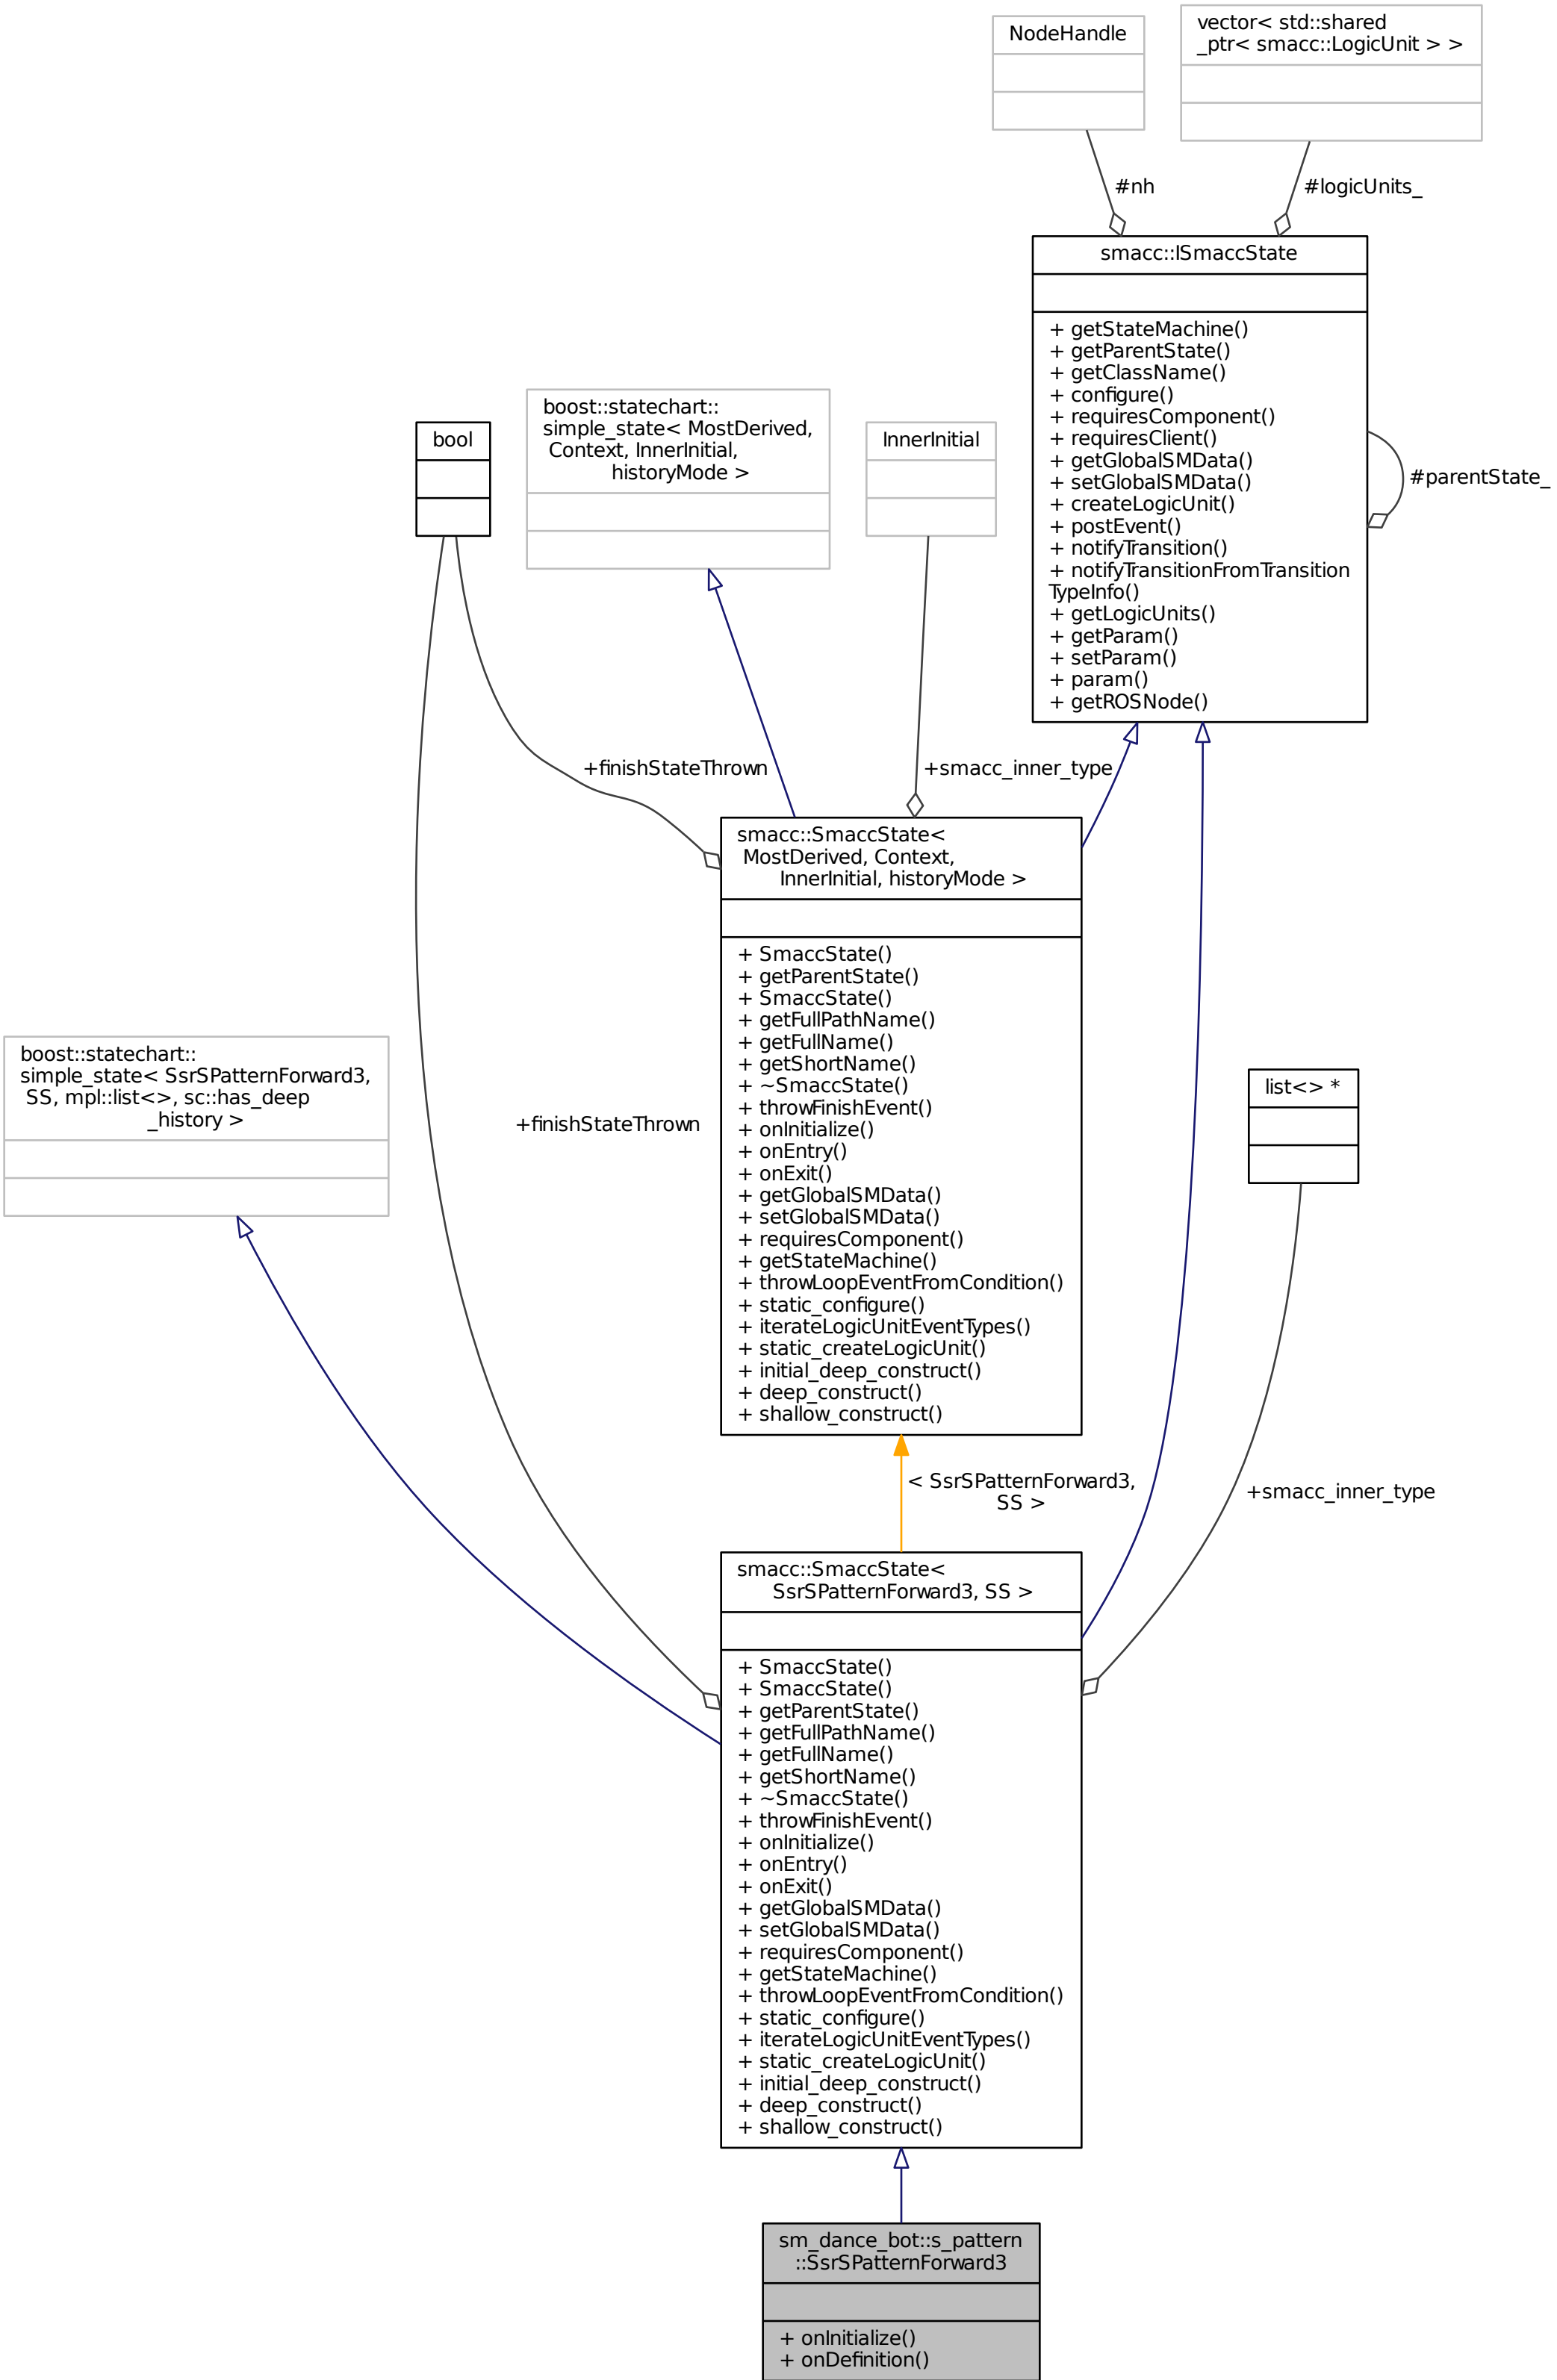 NodeHandle
vector< std::shared
_ptr< smacc::LogicUnit > >
#nh
#logicUnits_
smacc::ISmaccState
+ getStateMachine()
+ getParentState()
+ getClassName()
+ configure()
+ requiresComponent()
+ requiresClient()
+ getGlobalSMData()
+ setGlobalSMData()
+ createLogicUnit()
+ postEvent()
+ notifyTransition()
+ notifyTransitionFromTransition
TypeInfo()
+ getLogicUnits()
+ getParam()
+ setParam()
+ param()
+ getROSNode()
#parentState_
bool
boost::statechart::
simple_state< MostDerived,
Context, InnerInitial,
historyMode >
InnerInitial
+finishStateThrown
+smacc_inner_type
smacc::SmaccState<
MostDerived, Context,
InnerInitial, historyMode >
+ SmaccState()
+ getParentState()
+ SmaccState()
+ getFullPathName()
+ getFullName()
+ getShortName()
+ ~SmaccState()
+ throwFinishEvent()
+ onInitialize()
+ onEntry()
+ onExit()
+ getGlobalSMData()
+ setGlobalSMData()
+ requiresComponent()
+ getStateMachine()
+ throwLoopEventFromCondition()
+ static_configure()
+ iterateLogicUnitEventTypes()
+ static_createLogicUnit()
+ initial_deep_construct()
+ deep_construct()
+ shallow_construct()
boost::statechart::
simple_state< SsrSPatternForward3,
SS, mpl::list<>, sc::has_deep
_history >
+finishStateThrown
list<> *
< SsrSPatternForward3,
SS >
+smacc_inner_type
smacc::SmaccState<
SsrSPatternForward3, SS >
+ SmaccState()
+ SmaccState()
+ getParentState()
+ getFullPathName()
+ getFullName()
+ getShortName()
+ ~SmaccState()
+ throwFinishEvent()
+ onInitialize()
+ onEntry()
+ onExit()
+ getGlobalSMData()
+ setGlobalSMData()
+ requiresComponent()
+ getStateMachine()
+ throwLoopEventFromCondition()
+ static_configure()
+ iterateLogicUnitEventTypes()
+ static_createLogicUnit()
+ initial_deep_construct()
+ deep_construct()
+ shallow_construct()
sm_dance_bot::s_pattern
::SsrSPatternForward3
+ onInitialize()
+ onDefinition()